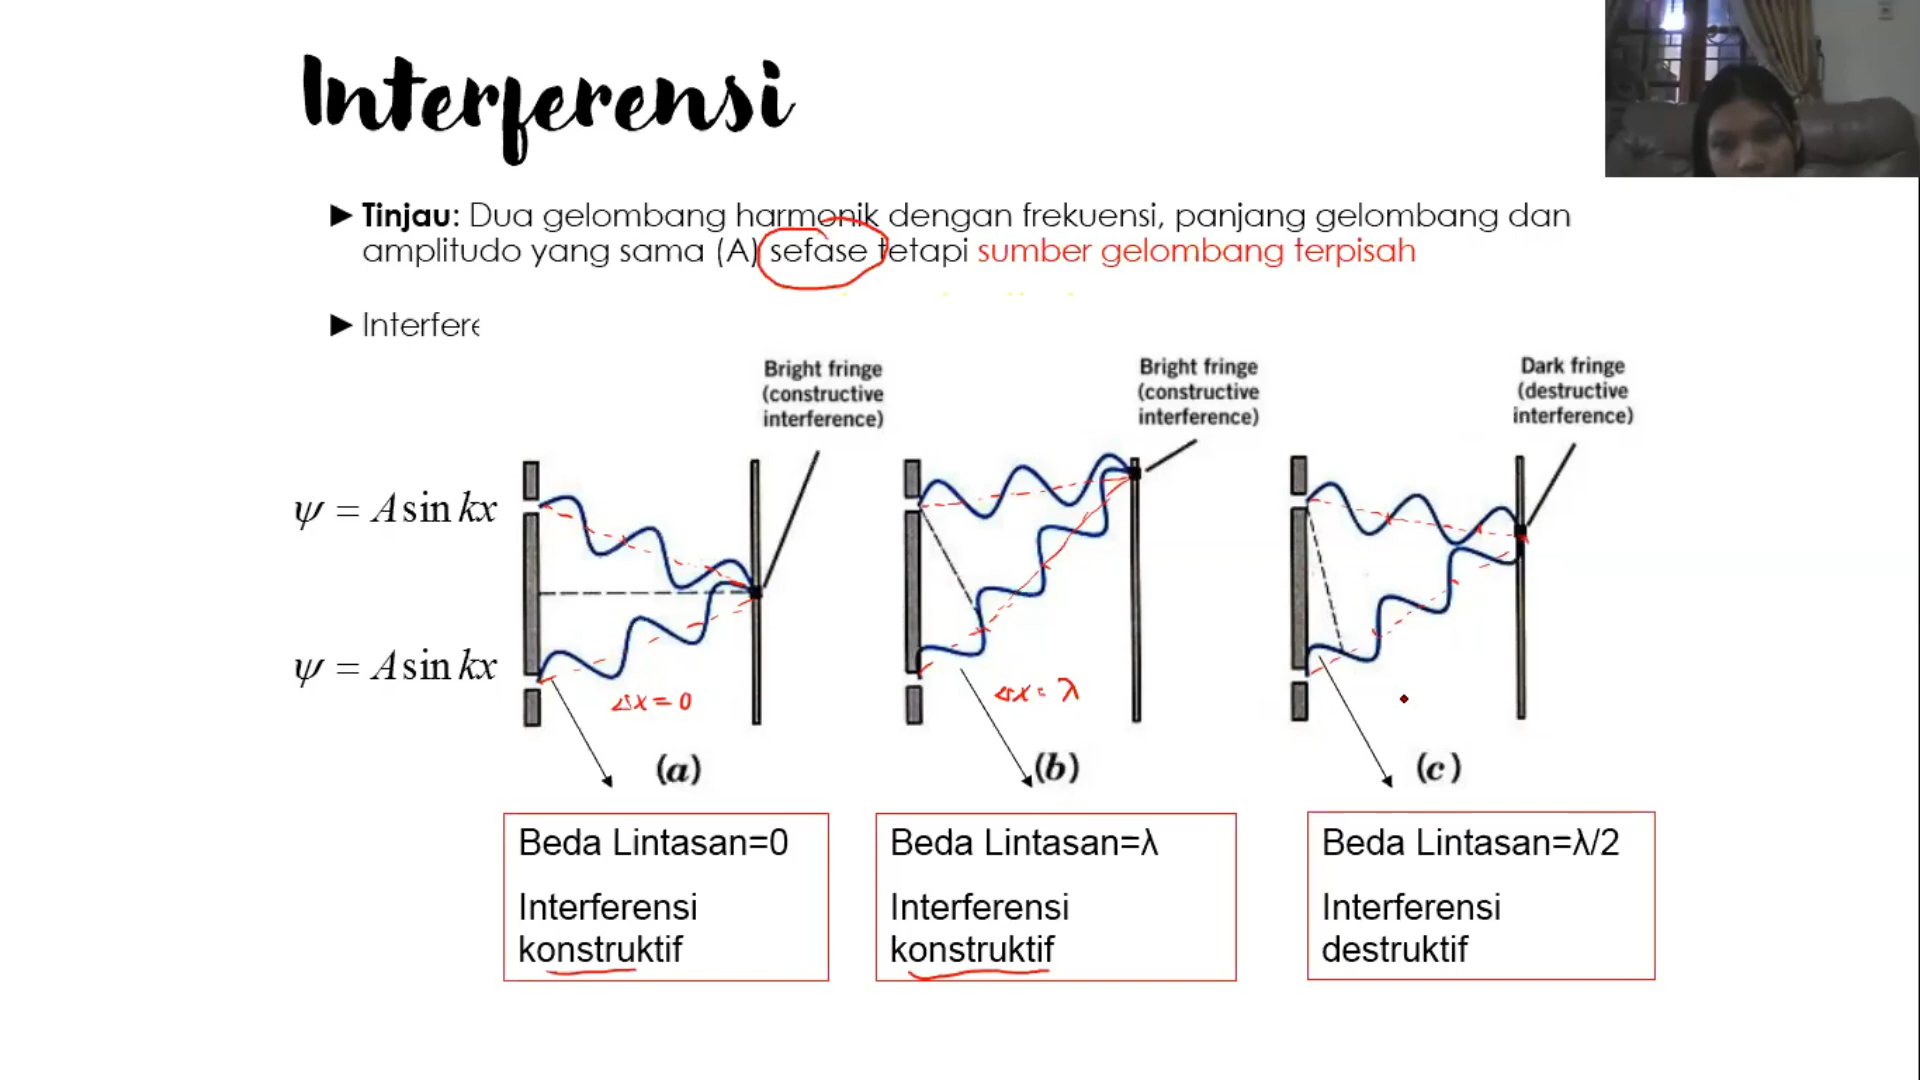 Interferensi
►Tinjau: Dua gelombang harmonik dengan frekuensi, panjang gelombang dan
amplitudo yang sama (A) sefase tetapi sumber gelombang terpisah
►Interfere
Bright fringe
(constructive
interference)
Bright fringe
(constructive
interference)
Dark fringe
(destructive
interference)
ψ = A sin kx
ψ = A sin kx
Δx = 0
Δx = λ
(a)
(b)
(c)
Beda Lintasan=0
Interferensi
konstruktif
Beda Lintasan=λ
Interferensi
konstruktif
Beda Lintasan=λ/2
Interferensi
destruktif